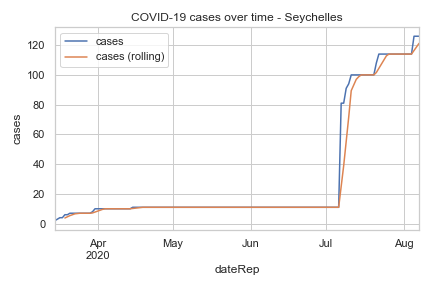 COVID-19 cases over time - Seychelles
cases
cases (rolling)
120
100
80
60
40
20
0
cases
Apr
2020
May
Jun
Jul
Aug
dateRep